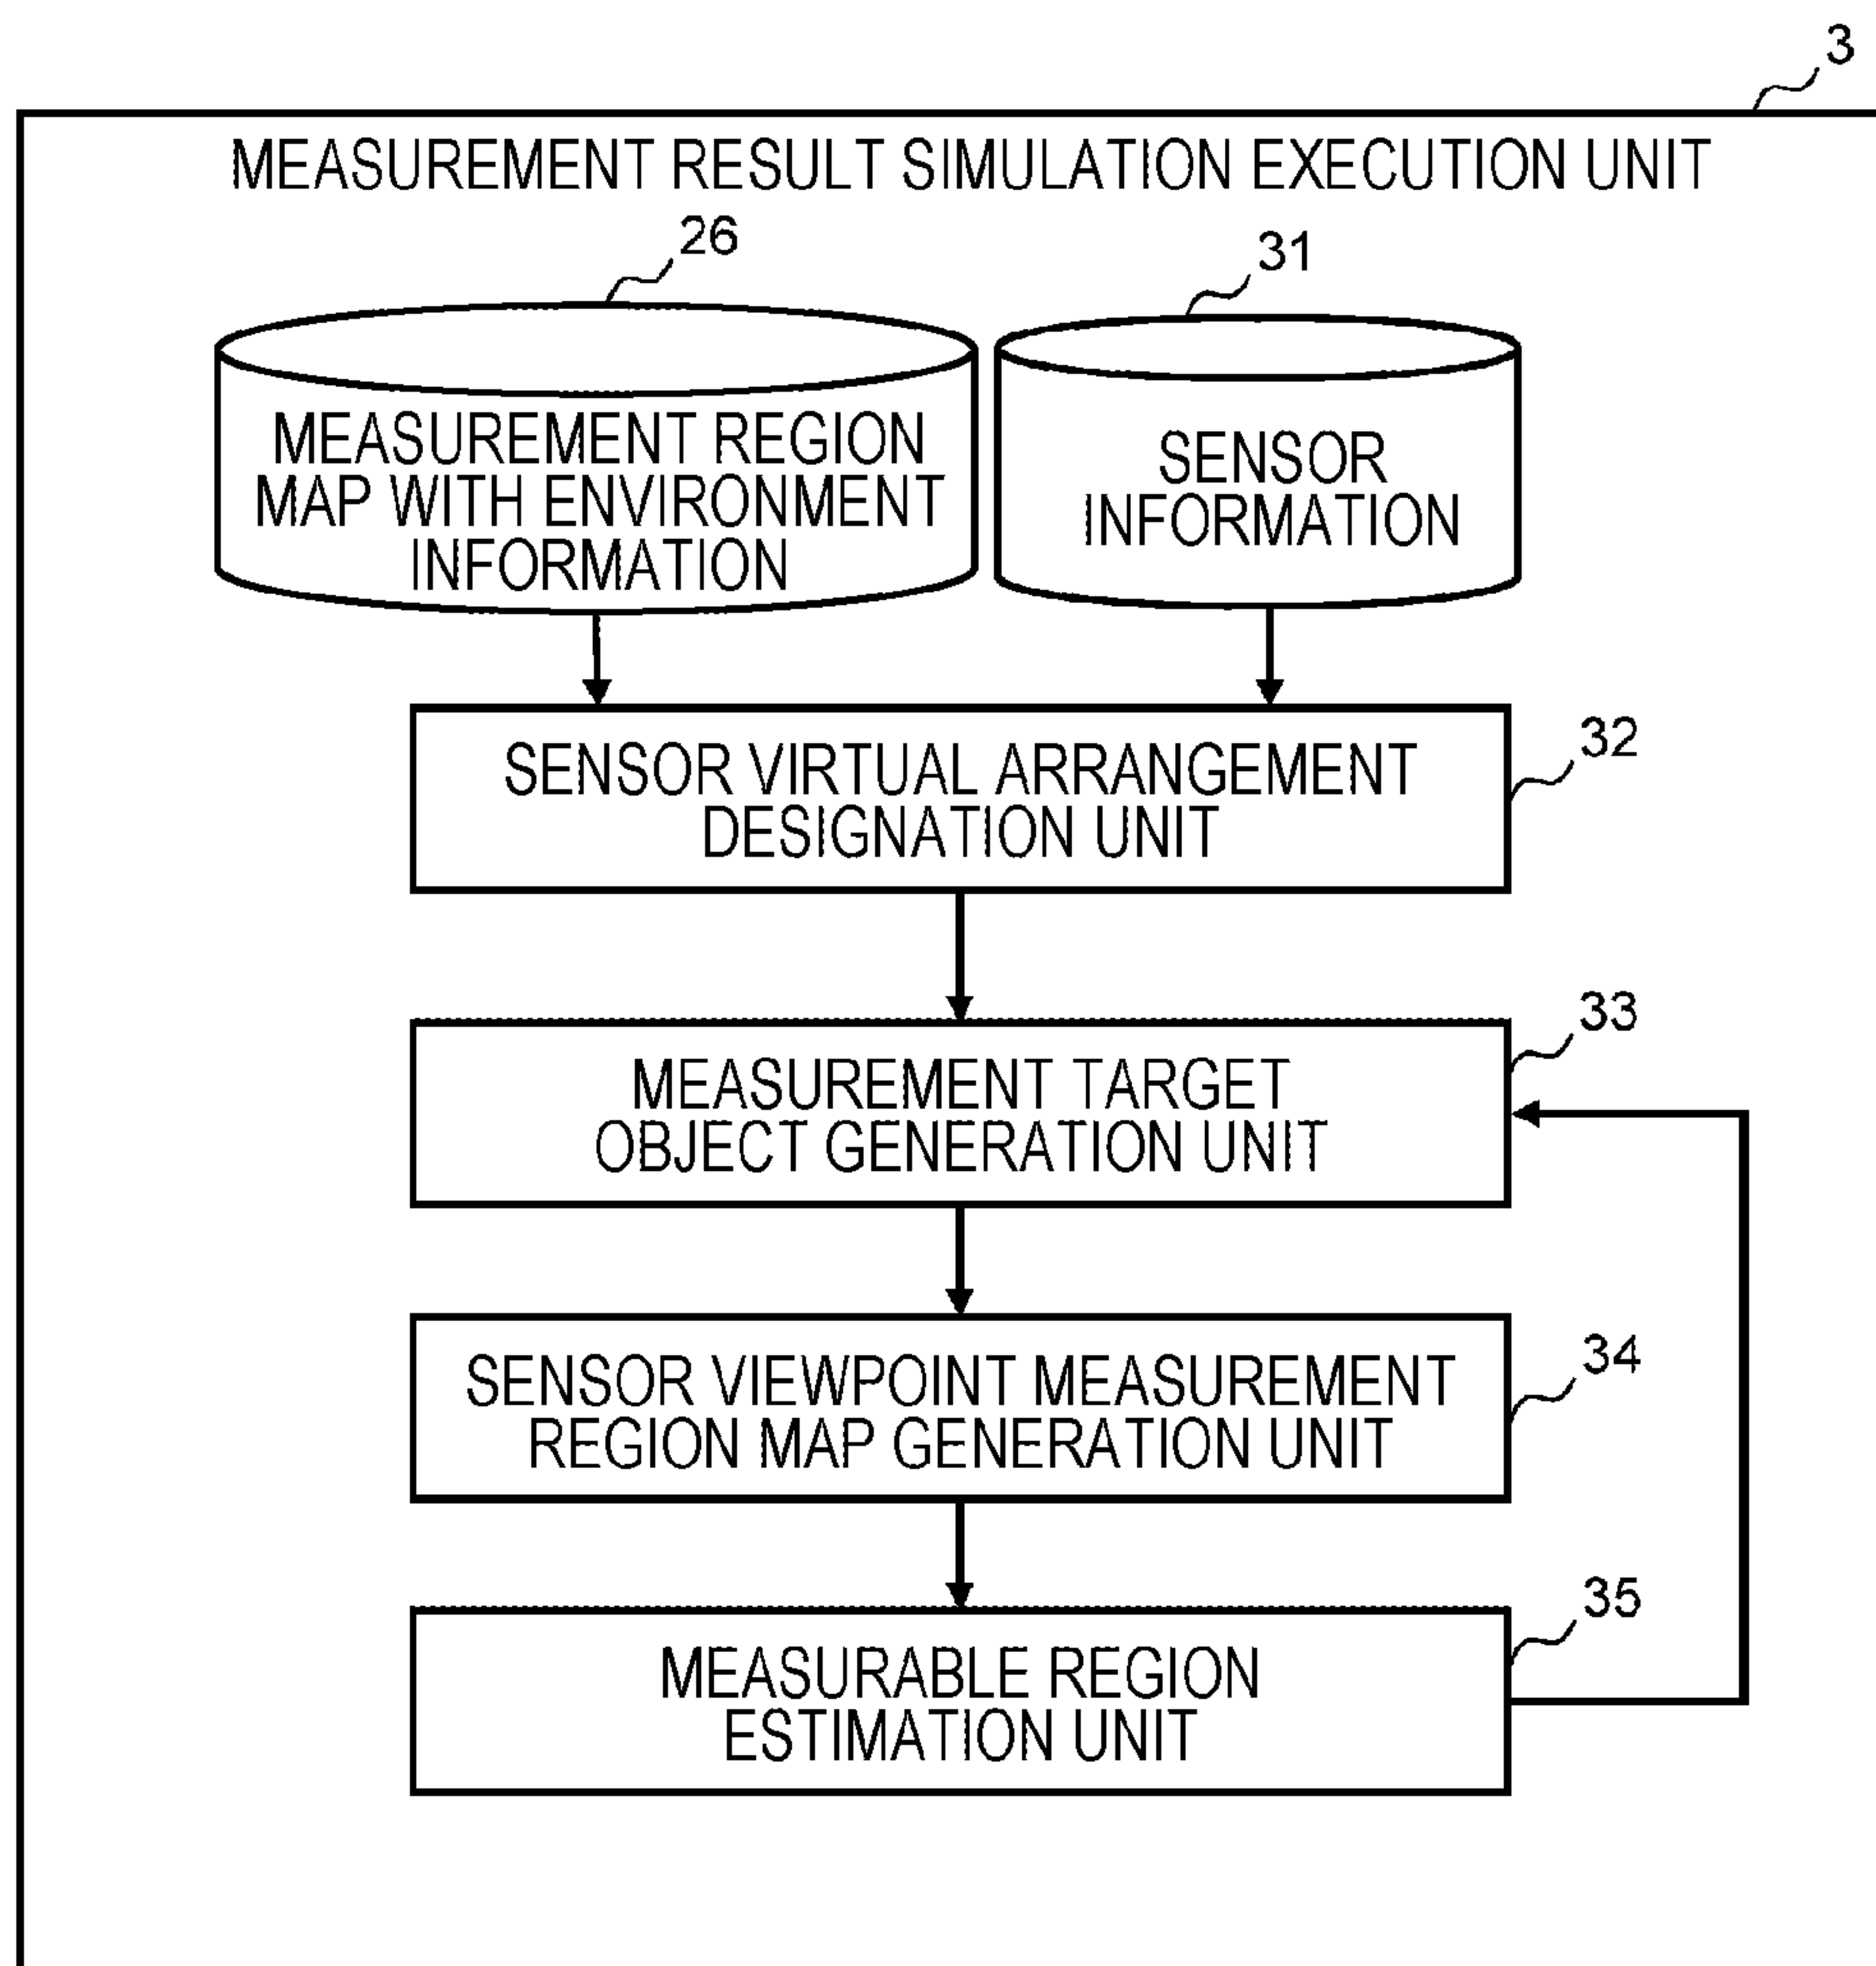 3
MEASUREMENT RESULT SIMULATION EXECUTION UNIT
26
31
MEASUREMENT REGION
MAP WITH ENVIRONMENT
INFORMATION
SENSOR
INFORMATION
32
SENSOR VIRTUAL ARRANGEMENT
DESIGNATION UNIT
33
MEASUREMENT TARGET
OBJECT GENERATION UNIT
34
SENSOR VIEWPOINT MEASUREMENT
REGION MAP GENERATION UNIT
35
MEASURABLE REGION
ESTIMATION UNIT